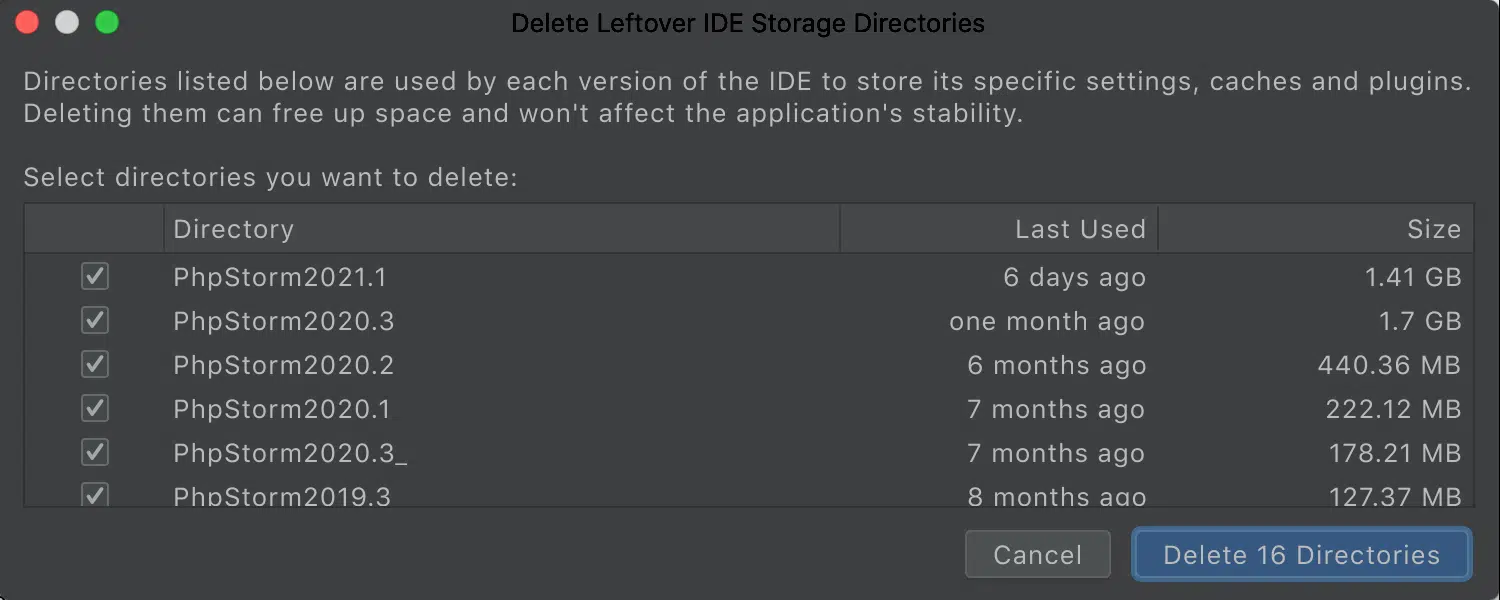 Delete Leftover IDE Storage Directories
Directories listed below are used by each version of the IDE to store its specific settings, caches and plugins.
Deleting them can free up space and won't affect the application's stability.
Select directories you want to delete:
Directory Last Used Size
PhpStorm2021.1 6 days ago 1.41 GB
PhpStorm2020.3 one month ago 1.7 GB
PhpStorm2020.2 6 months ago 440.36 MB
PhpStorm2020.1 7 months ago 222.12 MB
PhpStorm2020.3_ 7 months ago 178.21 MB
PhpStorm2019.3 8 months ago 127.37 MB
Cancel Delete 16 Directories